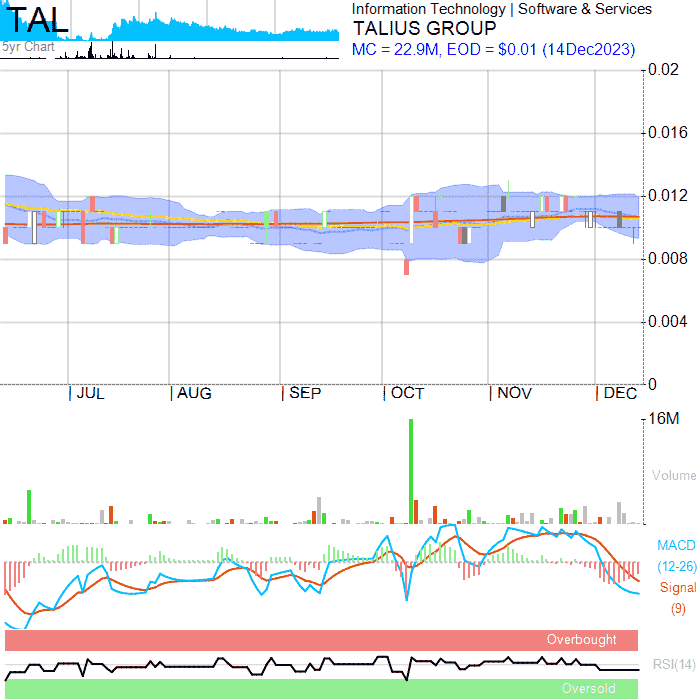 TAL
5yr Chart
Information Technology | Software & Services
TALIUS GROUP
MC = 22.9M, EOD = $0.01 (14Dec2023)
0.02
0.016
0.012
0.008
0.004
0
JUL AUG SEP OCT NOV DEC
16M
Volume
MACD
(12-26)
Signal
(9)
Overbought
RSI(14)
Oversold